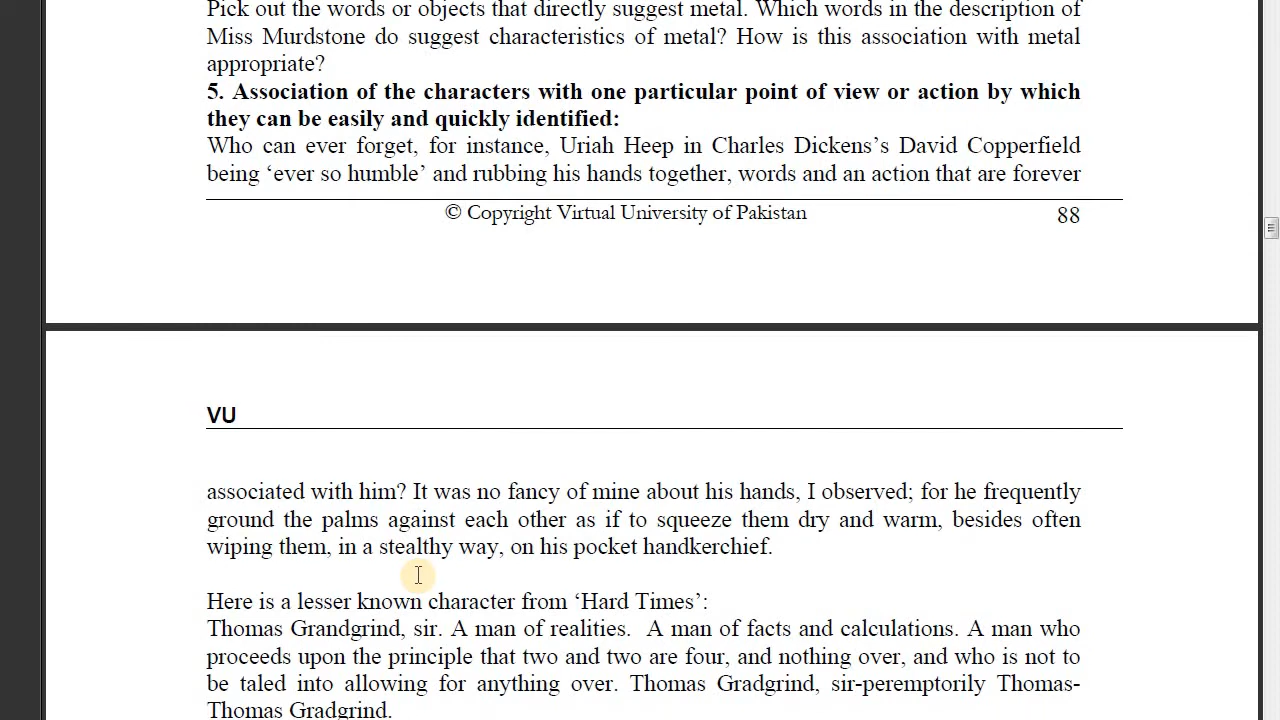 Pick out the words or objects that directly suggest metal. Which words in the description of
Miss Murdstone do suggest characteristics of metal? How is this association with metal
appropriate?
5. Association of the characters with one particular point of view or action by which
they can be easily and quickly identified:
Who can ever forget, for instance, Uriah Heep in Charles Dickens's David Copperfield
being ‘ever so humble’ and rubbing his hands together, words and an action that are forever
© Copyright Virtual University of Pakistan 88
VU
associated with him? It was no fancy of mine about his hands, I observed; for he frequently
ground the palms against each other as if to squeeze them dry and warm, besides often
wiping them, in a stealthy way, on his pocket handkerchief.
Here is a lesser known character from ‘Hard Times’:
Thomas Grandgrind, sir. A man of realities. A man of facts and calculations. A man who
proceeds upon the principle that two and two are four, and nothing over, and who is not to
be taled into allowing for anything over. Thomas Gradgrind, sir-peremptorily Thomas-
Thomas Gradgrind.